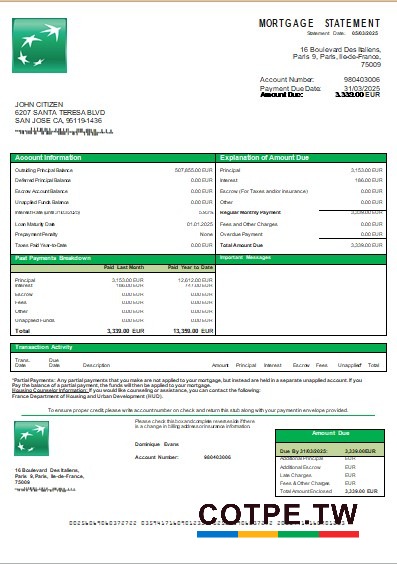 MORTGAGE STATEMENT
Statement Date: 05/03/2025
16 Boulevard Des Italiens,
Paris 9, Paris, Ile-de-France,
75009
Account Number: 980403006
Payment Due Date: 31/03/2025
Amount Due: 3,339.00 EUR
JOHN CITIZEN
6207 SANTA TERESA BLVD
SAN JOSE CA, 95119-1436
Account Information
Outstanding Principal Balance 507,655.00 EUR
Deferred Principal Balance 0.00 EUR
Escrow Account Balance 0.00 EUR
Unapplied Funds Balance 0.00 EUR
Interest Rate (until 31/03/2025)
Loan Maturity Date 01.01.2025
Prepayment Penalty None
Taxes Paid Year-to-Date 0.00 EUR
Explanation of Amount Due
Principal 3,153.00 EUR
Interest 186.00 EUR
Escrow (For Taxes and/or Insurance) 0.00 EUR
Other 0.00 EUR
Regular Monthly Payment 3,339.00 EUR
Fees and Other Charges 0.00 EUR
Overdue Payment 0.00 EUR
Total Amount Due 3,339.00 EUR
Past Payments Breakdown
Paid Last Month Paid Year to Date
Principal 3,153.00 EUR 12,612.00 EUR
Interest 186.00 EUR 747.00 EUR
Escrow 0.00 EUR 0.00 EUR
Fees 0.00 EUR 0.00 EUR
Other 0.00 EUR 0.00 EUR
Unapplied Funds 0.00 EUR 0.00 EUR
Total 3,339.00 EUR 13,359.00 EUR
Important Messages
Transaction Activity
Trans. Date Due Date Description Amount Principal Interest Escrow Fees Unapplied* Total
*Partial Payments: Any partial payments that you make are not applied to your mortgage, but instead are held in a separate unapplied account. If you
Pay the balance of a partial payment, the funds will then be applied to your mortgage.
Housing Counselor Information: If you would like counseling or assistance, you can contact the following:
France Department of Housing and Urban Development (RUD).
To ensure proper credit, please write account number on check and return this stub along with your payment in envelope provided.
Please check this box and complete reverse side if there
is a change in billing address or insurance information.
Dominique Evans
Account Number: 980403006
16 Boulevard Des Italiens,
Paris 9, Paris, Ile-de-France,
75009
Amount Due
Due By 31/03/2025: 3,339.00EUR
Additional Principal EUR
Additional Escrow EUR
Late Charges EUR
Fees & Other Charges EUR
Total Amount Enclosed 3,339.00 EUR
COTPE.TW